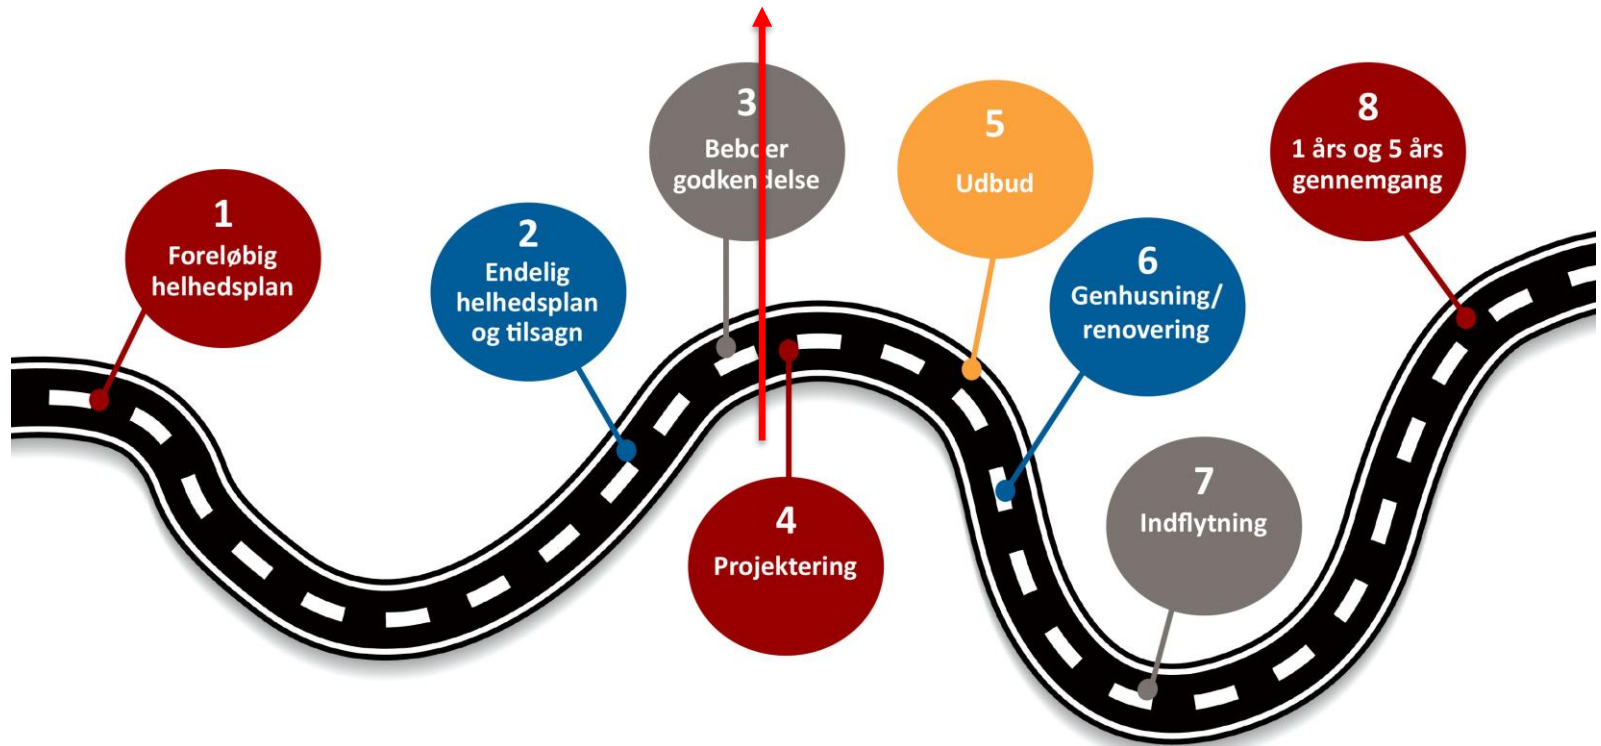 1
Foreløbig
helhedsplan
2
Endelig
helhedsplan
og tilsagn
3
Beboer
godkendelse
4
Projektering
5
Udbud
6
Genhusning/
renovering
7
Indflytning
8
1 års og 5 års
gennemgang